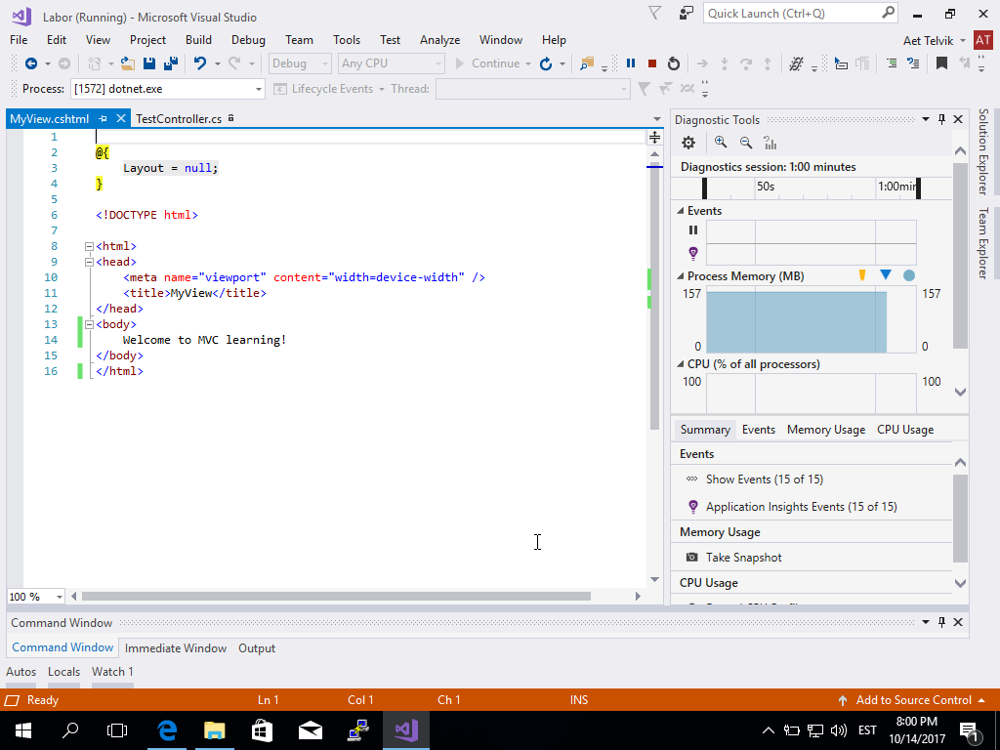 Labor (Running) - Microsoft Visual Studio
Quick Launch (Ctrl+Q)
File Edit View Project Build Debug Team Tools Test Analyze Window Help
Aet Telvik AT
Debug Any CPU Continue
Process: [1572] dotnet.exe Lifecycle Events Thread:
MyView.cshtml TestController.cs
1
2 @{
3 Layout = null;
4 }
5
6 <!DOCTYPE html>
7
8 <html>
9 <head>
10 <meta name="viewport" content="width=device-width" />
11 <title>MyView</title>
12 </head>
13 <body>
14 Welcome to MVC learning!
15 </body>
16 </html>
100 %
Diagnostic Tools
Diagnostics session: 1:00 minutes
50s 1:00min
Events
Process Memory (MB)
157 157
0 0
CPU (% of all processors)
100 100
Summary Events Memory Usage CPU Usage
Events
Show Events (15 of 15)
Application Insights Events (15 of 15)
Memory Usage
Take Snapshot
CPU Usage
Solution Explorer
Team Explorer
Command Window
Command Window Immediate Window Output
Autos Locals Watch 1
Ready Ln 1 Col 1 Ch 1 INS Add to Source Control
EST
8:00 PM
10/14/2017
1